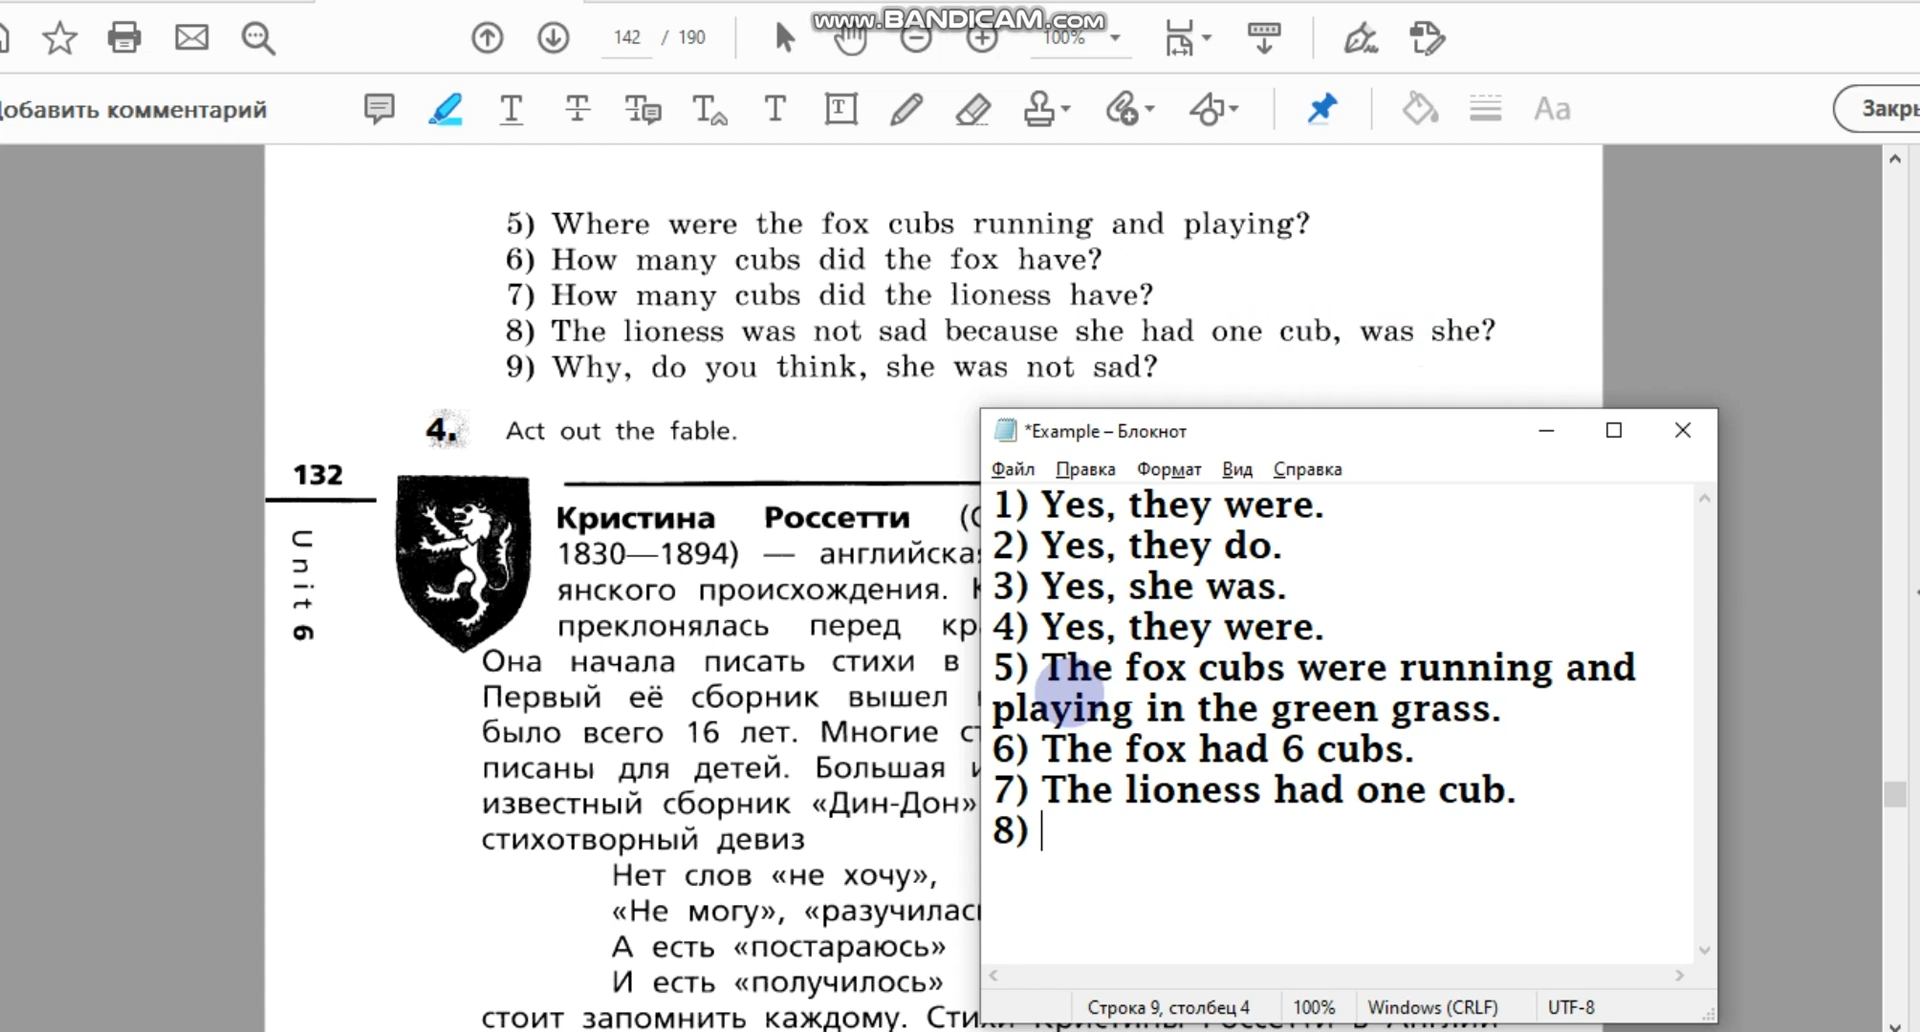 www.BANDICAM.com
142 / 190
100%
добавить комментарий
Aa
5) Where were the fox cubs running and playing?
6) How many cubs did the fox have?
7) How many cubs did the lioness have?
8) The lioness was not sad because she had one cub, was she?
9) Why, do you think, she was not sad?
4. Act out the fable.
132
Unit 6
Кристина Россетти
1830—1894) — английская
янского происхождения.
преклонялась перед
Она начала писать стихи в
Первый её сборник вышел
было всего 16 лет. Многие
писаны для детей. Большая
известный сборник «Дин-Дон»
стихотворный девиз
Нет слов «не хочу»,
«Не могу», «разучилась
А есть «постараюсь»
И есть «получилось»
стоит запомнить каждому.
*Example – Блокнот
Файл Правка Формат Вид Справка
1) Yes, they were.
2) Yes, they do.
3) Yes, she was.
4) Yes, they were.
5) The fox cubs were running and
playing in the green grass.
6) The fox had 6 cubs.
7) The lioness had one cub.
8)
Строка 9, столбец 4 100% Windows (CRLF) UTF-8